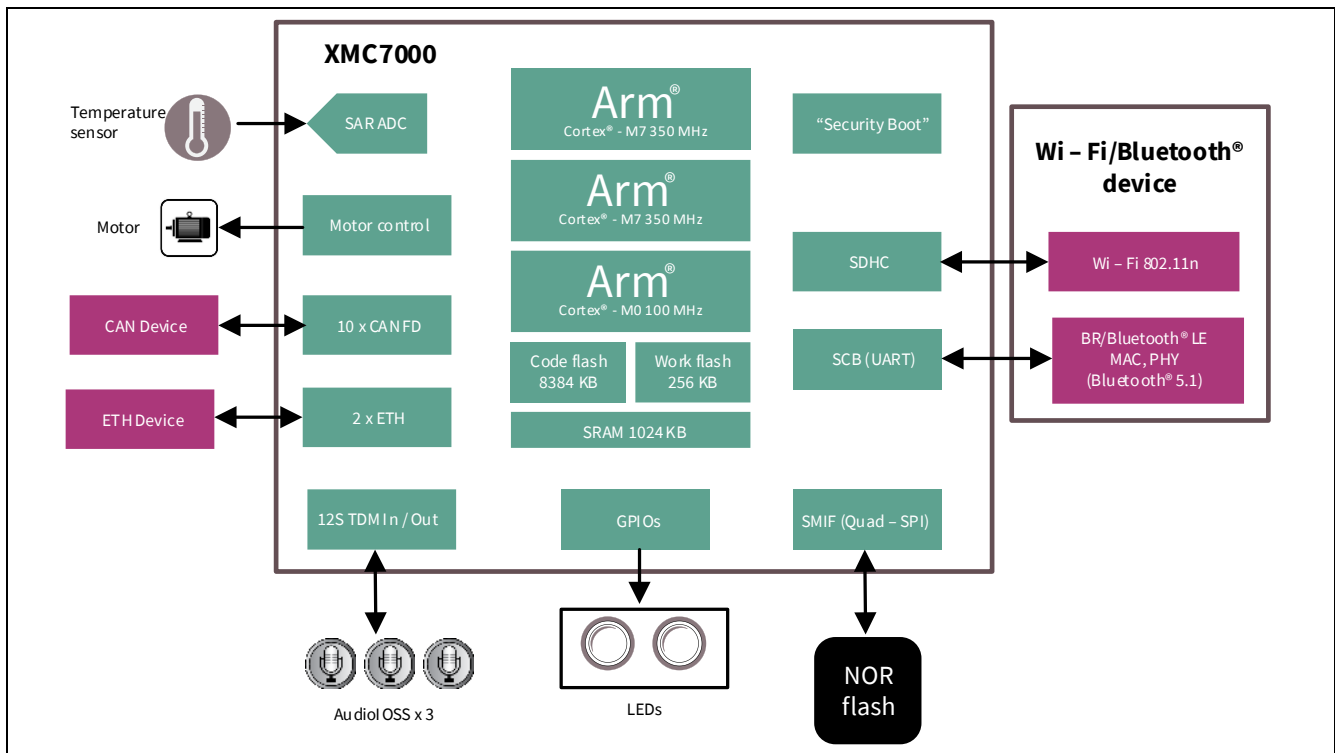 XMC7000
Temperature
sensor
SAR ADC
Arm®
Cortex® - M7 350 MHz
"Security Boot"
Wi – Fi/Bluetooth®
device
Motor
Motor control
Arm®
Cortex® - M7 350 MHz
SDHC
Wi – Fi 802.11n
CAN Device
10 x CAN FD
Arm®
Cortex® - M0 100 MHz
SCB (UART)
BR/Bluetooth® LE
MAC, PHY
(Bluetooth® 5.1)
Code flash
8384 KB
Work flash
256 KB
ETH Device
2 x ETH
SRAM 1024 KB
12S TDM In / Out
GPIOs
SMIF (Quad – SPI)
AudioIOSS x 3
LEDs
NOR
flash